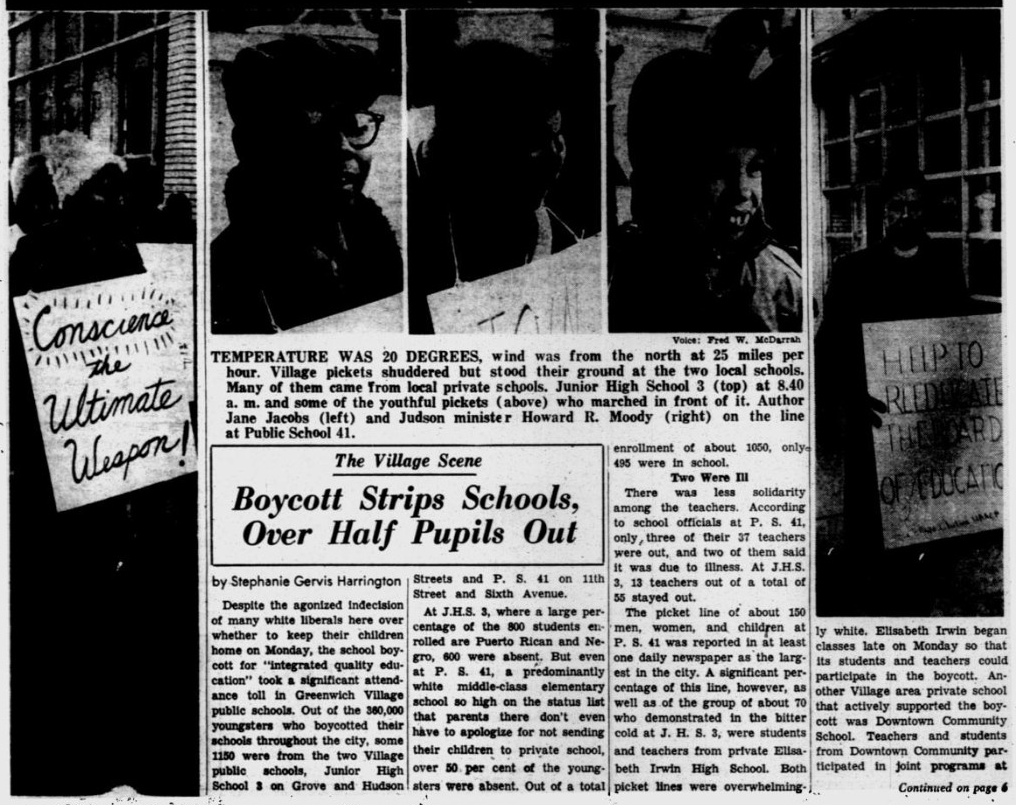 Conscience
the
Ultimate
Weapon!
HELP TO
REEDUCATE
THE BOARD
OF EDUCATIO
Voice: Fred W. McDarrah
TEMPERATURE WAS 20 DEGREES, wind was from the north at 25 miles per
hour. Village pickets shuddered but stood their ground at the two local schools.
Many of them came from local private schools. Junior High School 3 (top) at 8.40
a. m. and some of the youthful pickets (above) who marched in front of it. Author
Jane Jacobs (left) and Judson minister Howard R. Moody (right) on the line
at Public School 41.
The Village Scene
Boycott Strips Schools,
Over Half Pupils Out
by Stephanie Gervis Harrington
Despite the agonized indecision
of many white liberals here over
whether to keep their children
home on Monday, the school boy-
cott for "integrated quality edu-
cation" took a significant attend-
ance toll in Greenwich Village
public schools. Out of the 360,000
youngsters who boycotted their
schools throughout the city, some
1150 were from the two Village
public schools, Junior High
School 3 on Grove and Hudson
Streets and P. S. 41 on 11th
Street and Sixth Avenue.
At J.H.S. 3, where a large per-
centage of the 800 students en-
rolled are Puerto Rican and Ne-
gro, 600 were absent. But even
at P. S. 41, a predominantly
white middle-class elementary
school so high on the status list
that parents there don't even
have to apologize for not sending
their children to private school,
over 50 per cent of the young-
sters were absent. Out of a total
enrollment of about 1050, only
495 were in school.
Two Were Ill
There was less solidarity
among the teachers. According
to school officials at P. S. 41,
only three of their 37 teachers
were out, and two of them said
it was due to illness. At J.H.S.
3, 13 teachers out of a total of
55 stayed out.
The picket line of about 150
men, women, and children at
P. S. 41 was reported in at least
one daily newspaper as the larg-
est in the city. A significant per-
centage of this line, however, as
well as of the group of about 70
who demonstrated in the bitter
cold at J. H. S. 3, were students
and teachers from private Elisa-
beth Irwin High School. Both
picket lines were overwhelming-
ly white. Elisabeth Irwin began
classes late on Monday so that
its students and teachers could
participate in the boycott. An-
other Village area private school
that actively supported the boy-
cott was Downtown Community
School. Teachers and students
from Downtown Community par-
ticipated in joint programs at
Continued on page 6